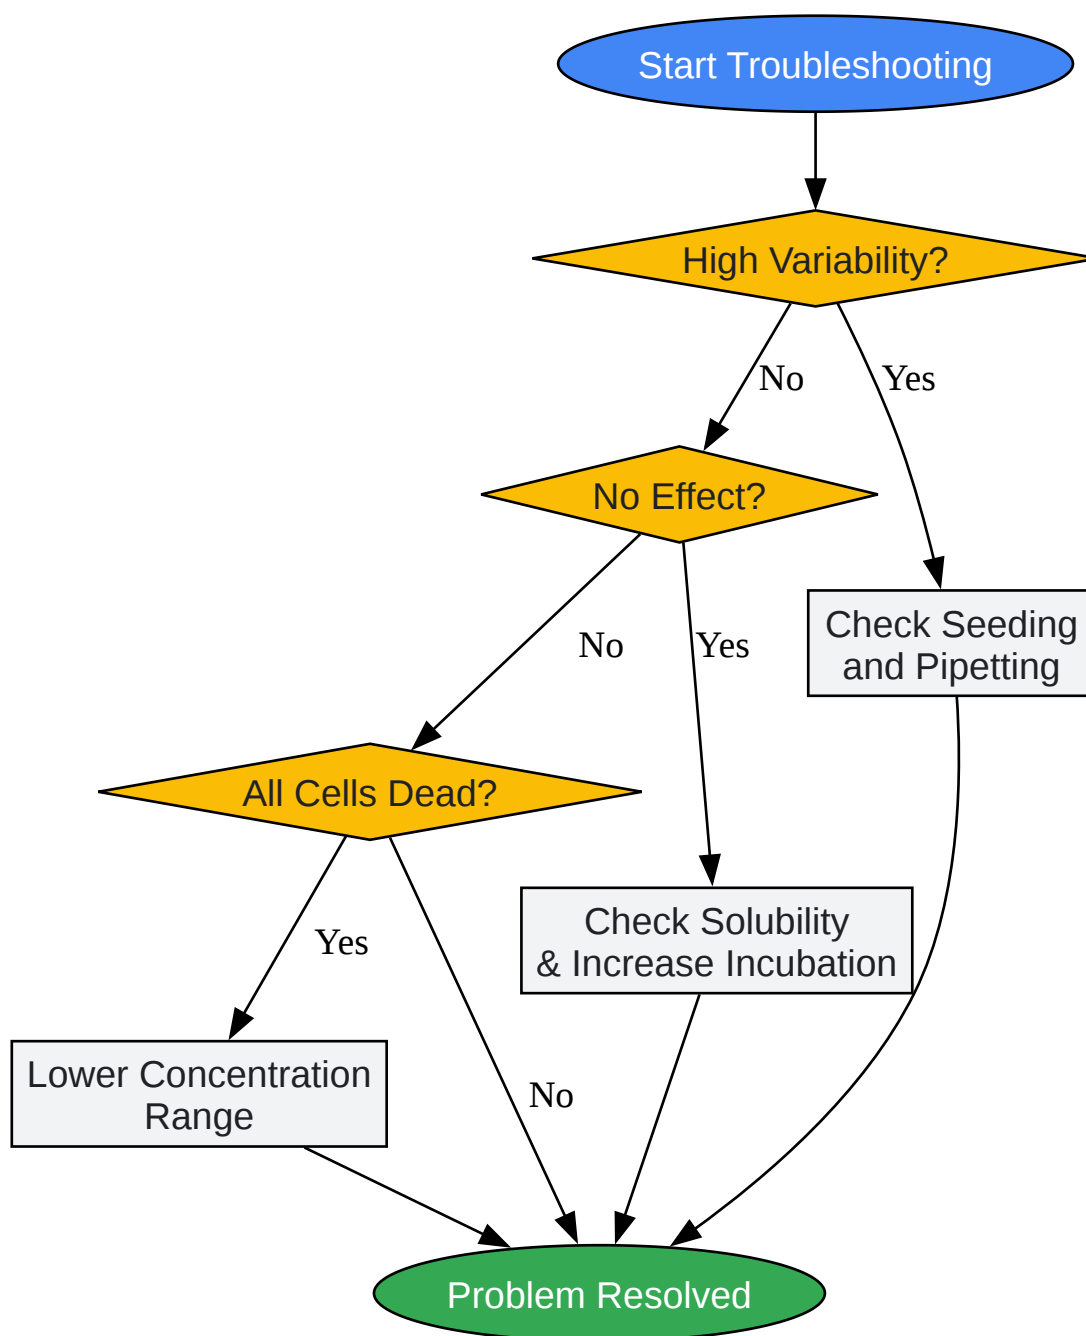 Start Troubleshooting
High Variability?
No
Yes
No Effect?
Check Seeding
and Pipetting
No
Yes
All Cells Dead?
Check Solubility
& Increase Incubation
Yes
Lower Concentration
Range
No
Problem Resolved